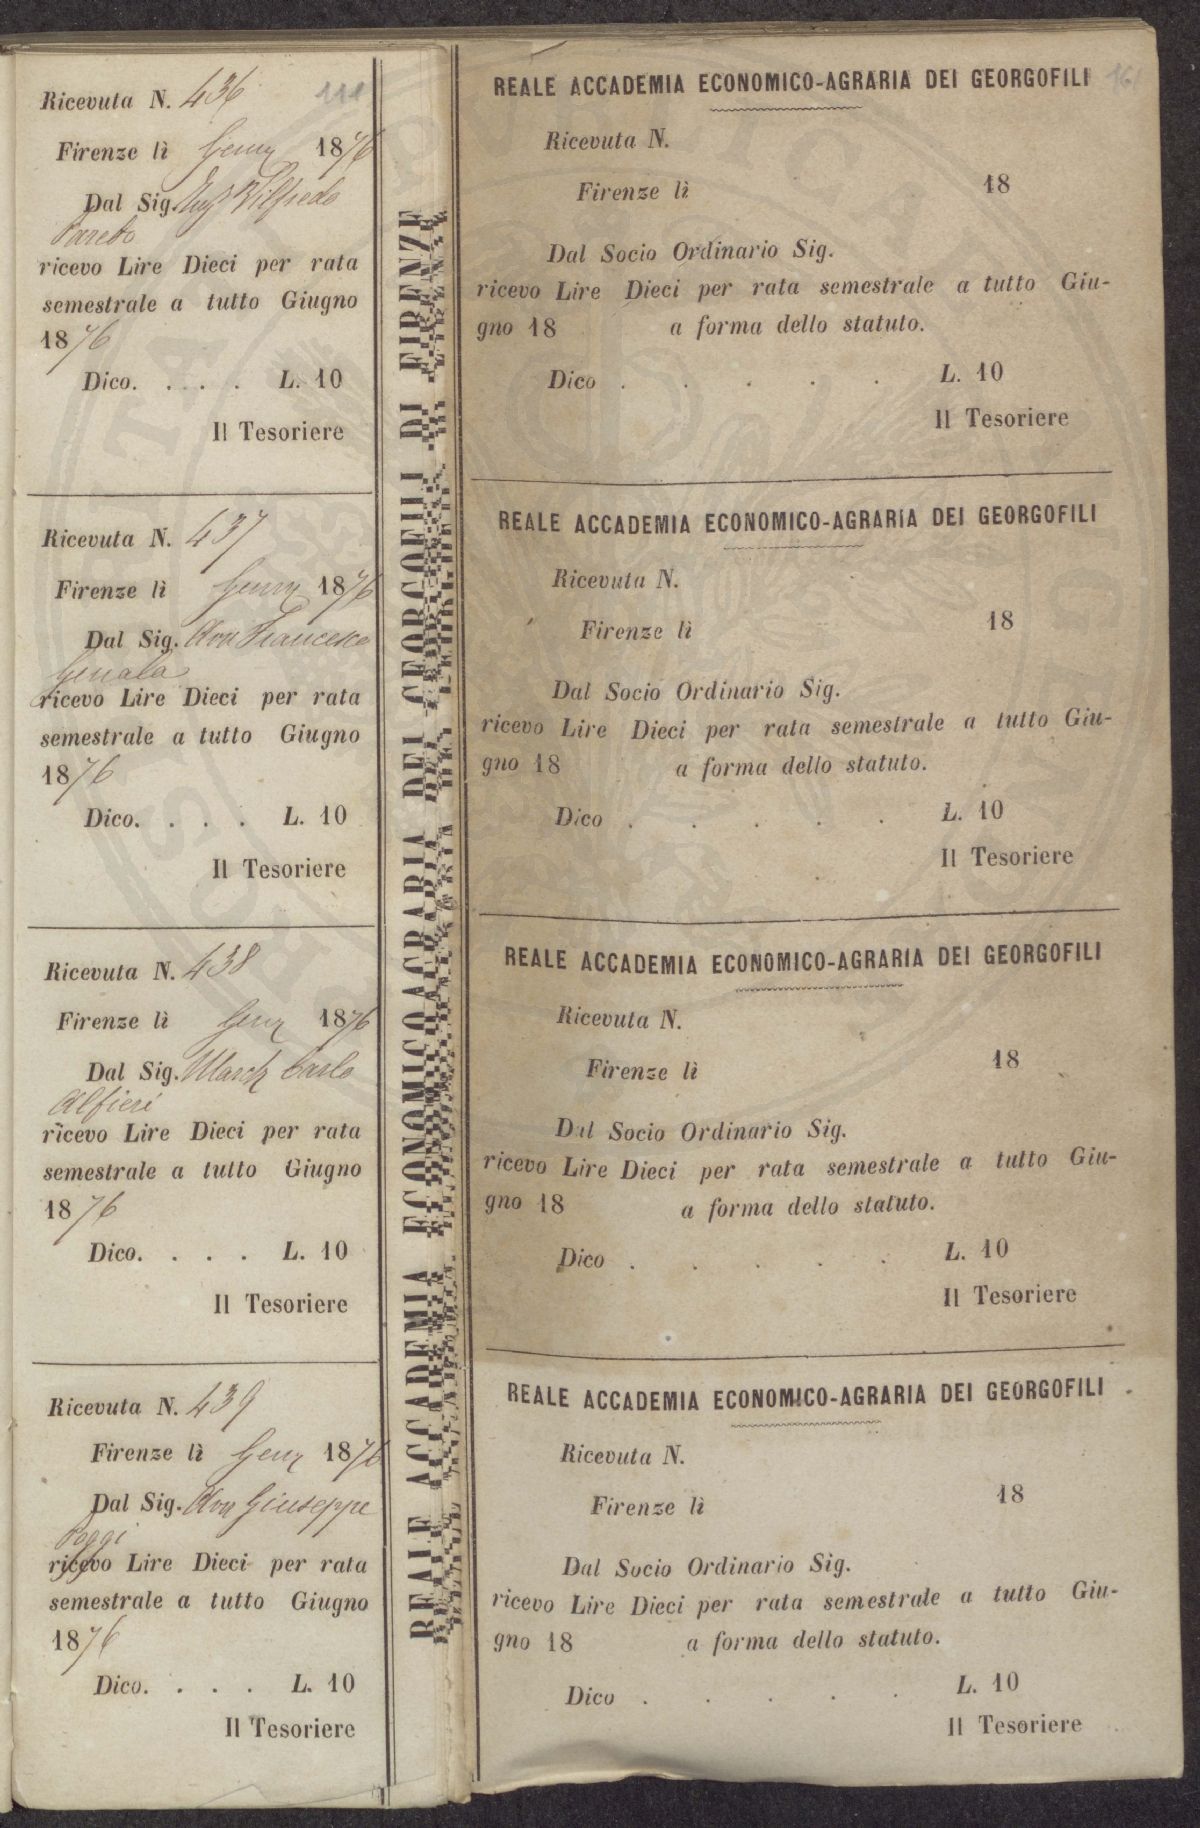 Ricevuta N. 436
111
Firenze lì Genn 1876
Dal Sig. Ing Vilfredo
Pareto
ricevo Lire Dieci per rata
semestrale a tutto Giugno
1876
Dico. . . . L. 10
Il Tesoriere
Ricevuta N. 437
Firenze lì Genn 1876
Dal Sig. Avv Francesco
Genala
ricevo Lire Dieci per rata
semestrale a tutto Giugno
1876
Dico. . . . L. 10
Il Tesoriere
Ricevuta N. 438
Firenze lì Genn 1876
Dal Sig. March Carlo
Alfieri
ricevo Lire Dieci per rata
semestrale a tutto Giugno
1876
Dico. . . . L. 10
Il Tesoriere
Ricevuta N. 439
Firenze lì Genn 1876
Dal Sig. Avv Giuseppe
Poggi
ricevo Lire Dieci per rata
semestrale a tutto Giugno
1876
Dico. . . . L. 10
Il Tesoriere
REALE ACCADEMIA ECONOMICO AGRARIA DEI GEORGOFILI DI FIRENZE
REALE ACCADEMIA ECONOMICO-AGRARIA DEI GEORGOFILI
161
Ricevuta N.
Firenze lì 18
Dal Socio Ordinario Sig.
ricevo Lire Dieci per rata semestrale a tutto Giu-
gno 18 a forma dello statuto.
Dico . . . . . L. 10
Il Tesoriere
REALE ACCADEMIA ECONOMICO-AGRARIA DEI GEORGOFILI
Ricevuta N.
Firenze lì 18
Dal Socio Ordinario Sig.
ricevo Lire Dieci per rata semestrale a tutto Giu-
gno 18 a forma dello statuto.
Dico . . . . . L. 10
Il Tesoriere
REALE ACCADEMIA ECONOMICO-AGRARIA DEI GEORGOFILI
Ricevuta N.
Firenze lì 18
Dal Socio Ordinario Sig.
ricevo Lire Dieci per rata semestrale a tutto Giu-
gno 18 a forma dello statuto.
Dico . . . . . L. 10
Il Tesoriere
REALE ACCADEMIA ECONOMICO-AGRARIA DEI GEORGOFILI
Ricevuta N.
Firenze lì 18
Dal Socio Ordinario Sig.
ricevo Lire Dieci per rata semestrale a tutto Giu-
gno 18 a forma dello statuto.
Dico . . . . . L. 10
Il Tesoriere